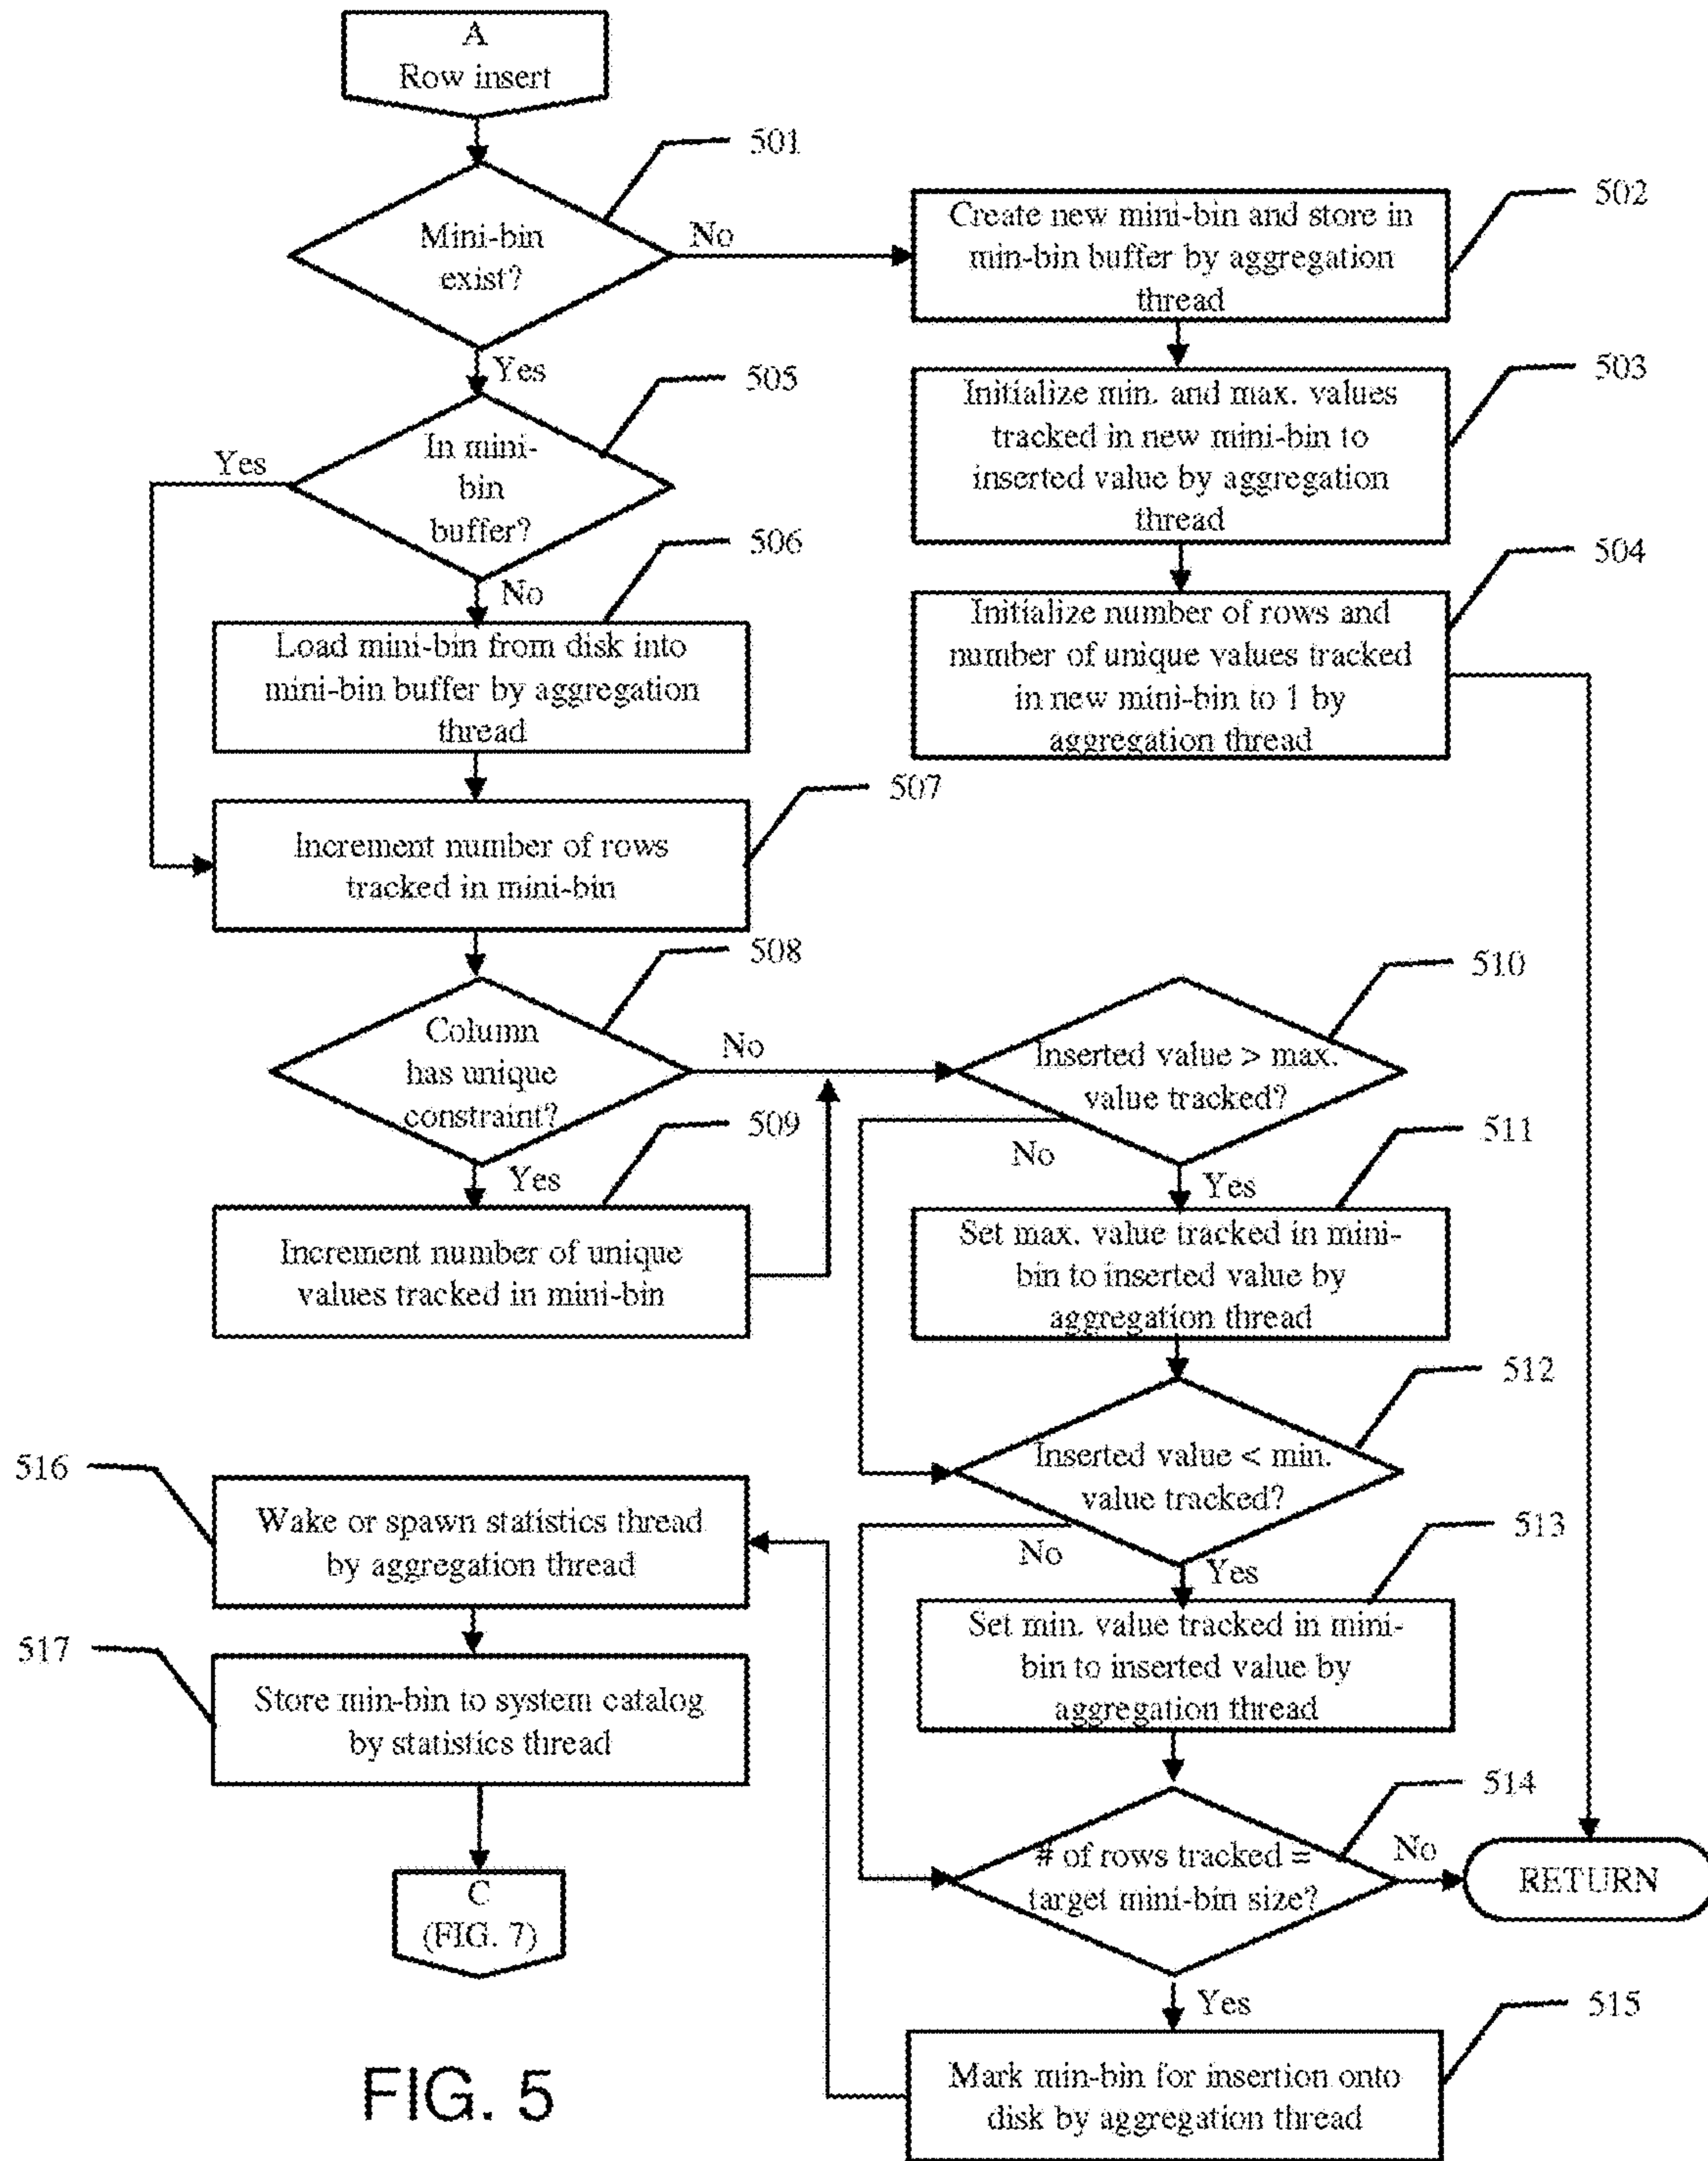 A
Row insert
501
Mini-bin
exist?
No
Yes
502
Create new mini-bin and store in
min-bin buffer by aggregation
thread
503
Initialize min. and max. values
tracked in new mini-bin to
inserted value by aggregation
thread
504
Initialize number of rows and
number of unique values tracked
in new mini-bin to 1 by
aggregation thread
505
In mini-
bin
buffer?
Yes
No
506
Load mini-bin from disk into
mini-bin buffer by aggregation
thread
507
Increment number of rows
tracked in mini-bin
508
Column
has unique
constraint?
No
Yes
509
Increment number of unique
values tracked in mini-bin
510
Inserted value > max.
value tracked?
No
Yes
511
Set max. value tracked in mini-
bin to inserted value by
aggregation thread
512
Inserted value < min.
value tracked?
No
Yes
513
Set min. value tracked in mini-
bin to inserted value by
aggregation thread
514
# of rows tracked =
target mini-bin size?
No
RETURN
Yes
515
Mark min-bin for insertion onto
disk by aggregation thread
516
Wake or spawn statistics thread
by aggregation thread
517
Store min-bin to system catalog
by statistics thread
C
(FIG. 7)
FIG. 5